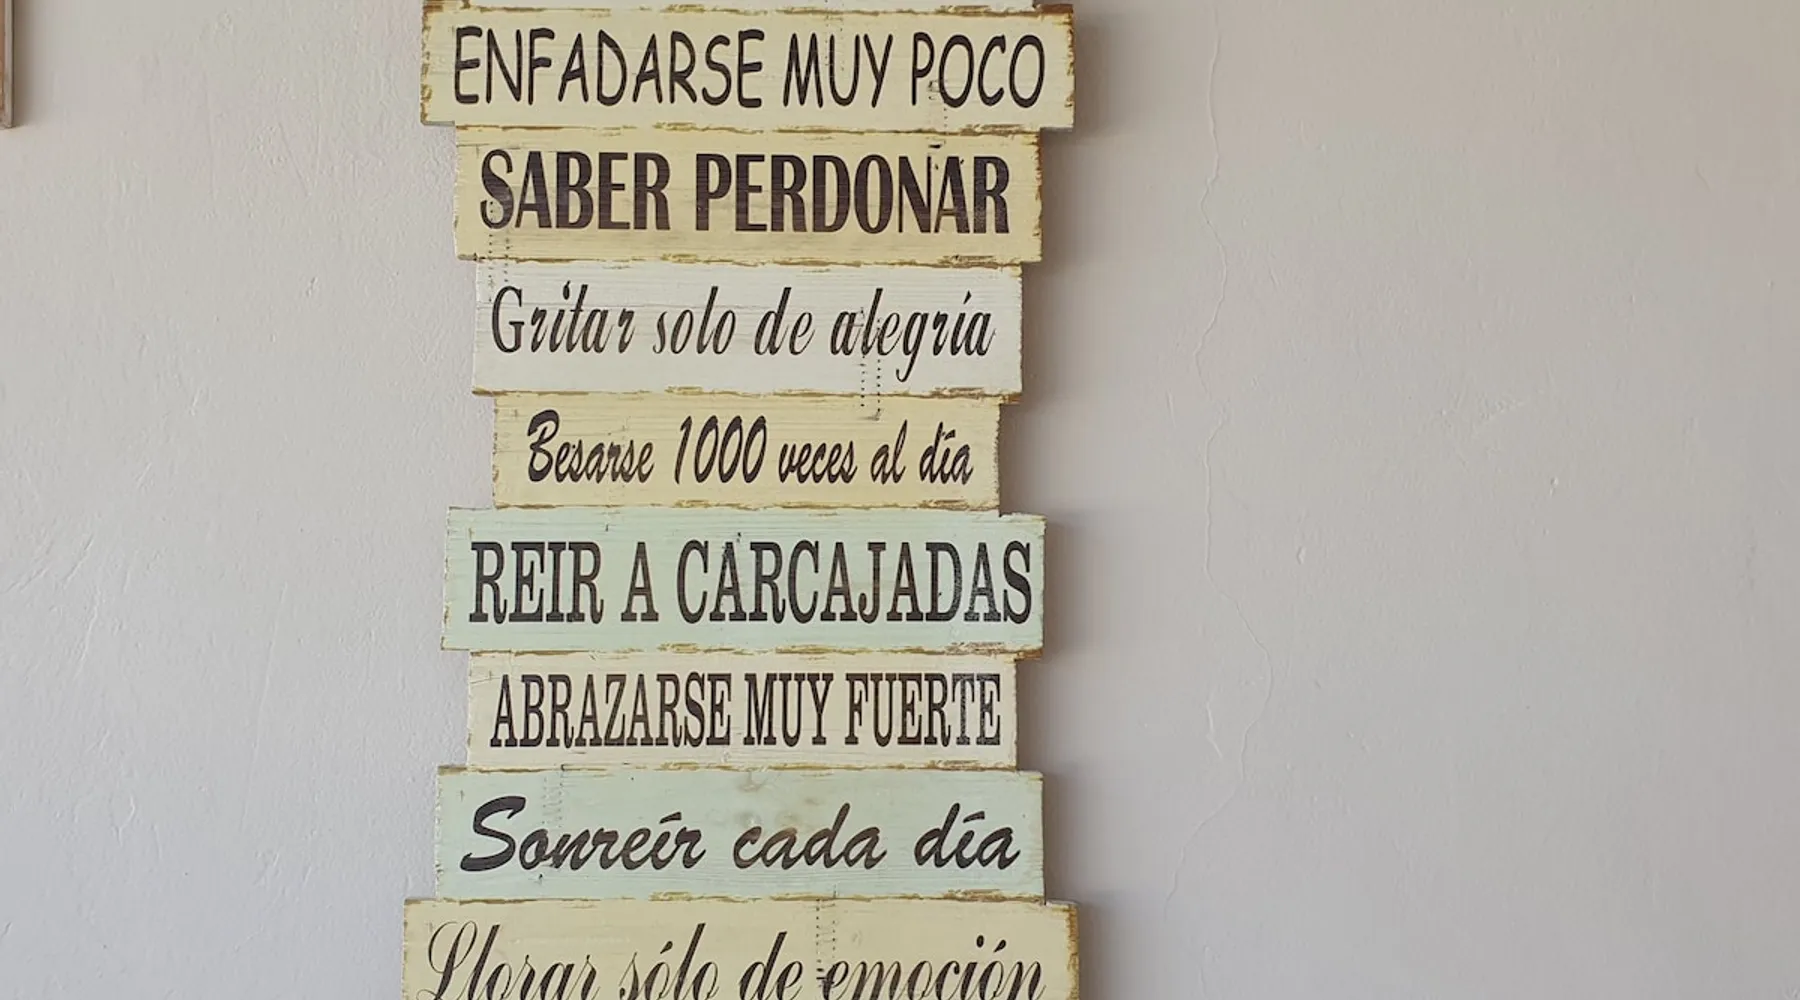 ENFADARSE MUY POCO
SABER PERDONAR
Gritar solo de alegría
Besarse 1000 veces al día
REIR A CARCAJADAS
ABRAZARSE MUY FUERTE
Sonreír cada día
Llorar sólo de emoción